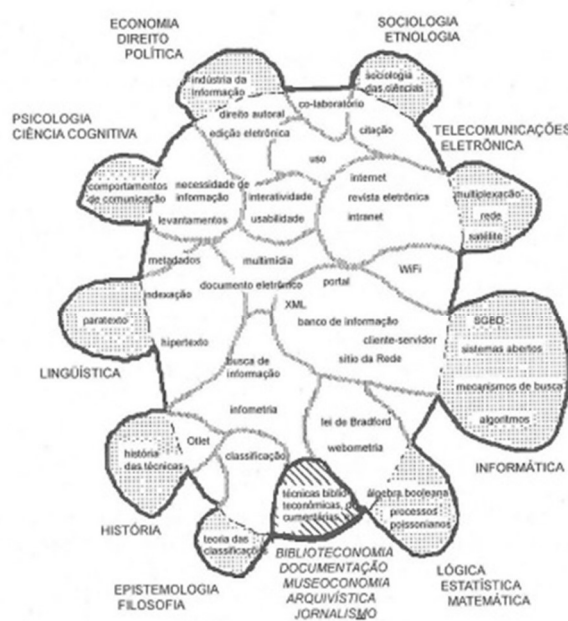 ECONOMIA
DIREITO
POLÍTICA
SOCIOLOGIA
ETNOLOGIA
indústria da
informação
sociologia
das ciências
co-laboratório
direito autoral
edição eletrônica
citação
PSICOLOGIA
CIÊNCIA COGNITIVA
TELECOMUNICAÇÕES
ELETRÔNICA
uso
internet
comportamentos
de comunicação
necessidade de
informação
interatividade
revista eletrônica
multiplexação
levantamentos
usabilidade
intranet
rede
satélite
metadados
multimídia
WiFi
indexação
documento eletrônico
portal
XML
paratexto
banco de informação
SGBD
hipertexto
cliente-servidor
sistemas abertos
LINGÜÍSTICA
sítio da Rede
busca de
informação
mecanismos de busca
infometria
lei de Bradford
algoritmos
Otlet
webometria
história
das técnicas
classificação
INFORMÁTICA
técnicas biblio-
teconômicas, do-
cumentárias
álgebra booleana
processos
poissonianos
HISTÓRIA
teoria das
classificações
BIBLIOTECONOMIA
DOCUMENTAÇÃO
MUSEOCONOMIA
ARQUIVÍSTICA
JORNALISMO
EPISTEMOLOGIA
FILOSOFIA
LÓGICA
ESTATÍSTICA
MATEMÁTICA